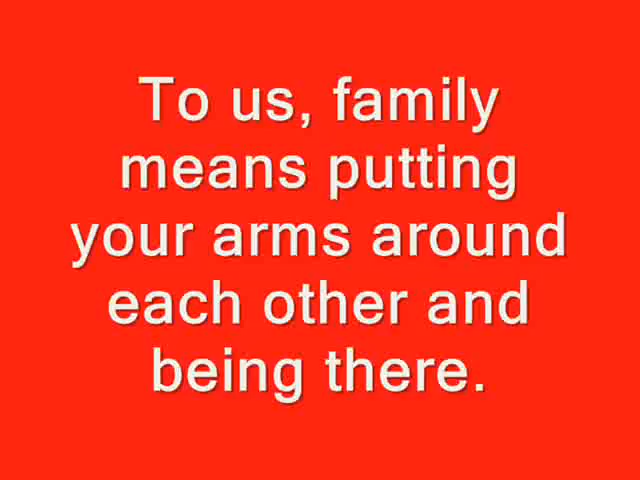 To us, family
means putting
your arms around
each other and
being there.